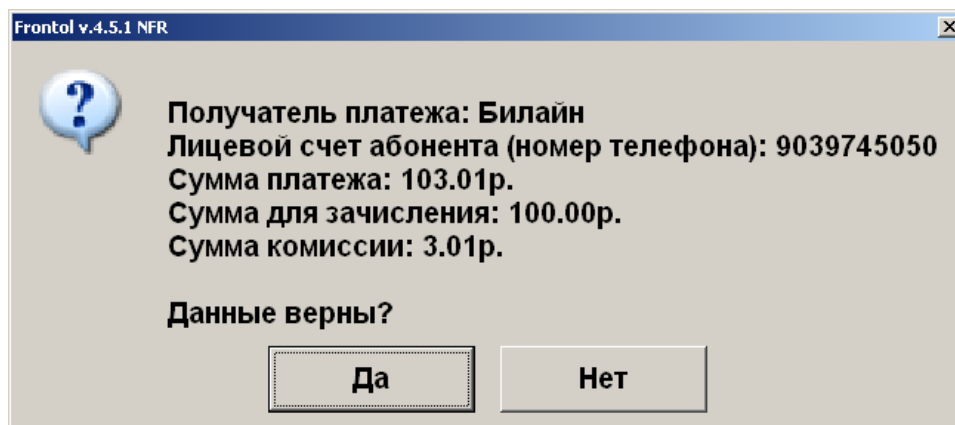 Frontol v.4.5.1 NFR
Получатель платежа: Билайн
Лицевой счет абонента (номер телефона): 9039745050
Сумма платежа: 103.01р.
Сумма для зачисления: 100.00р.
Сумма комиссии: 3.01р.
Данные верны?
Да Нет